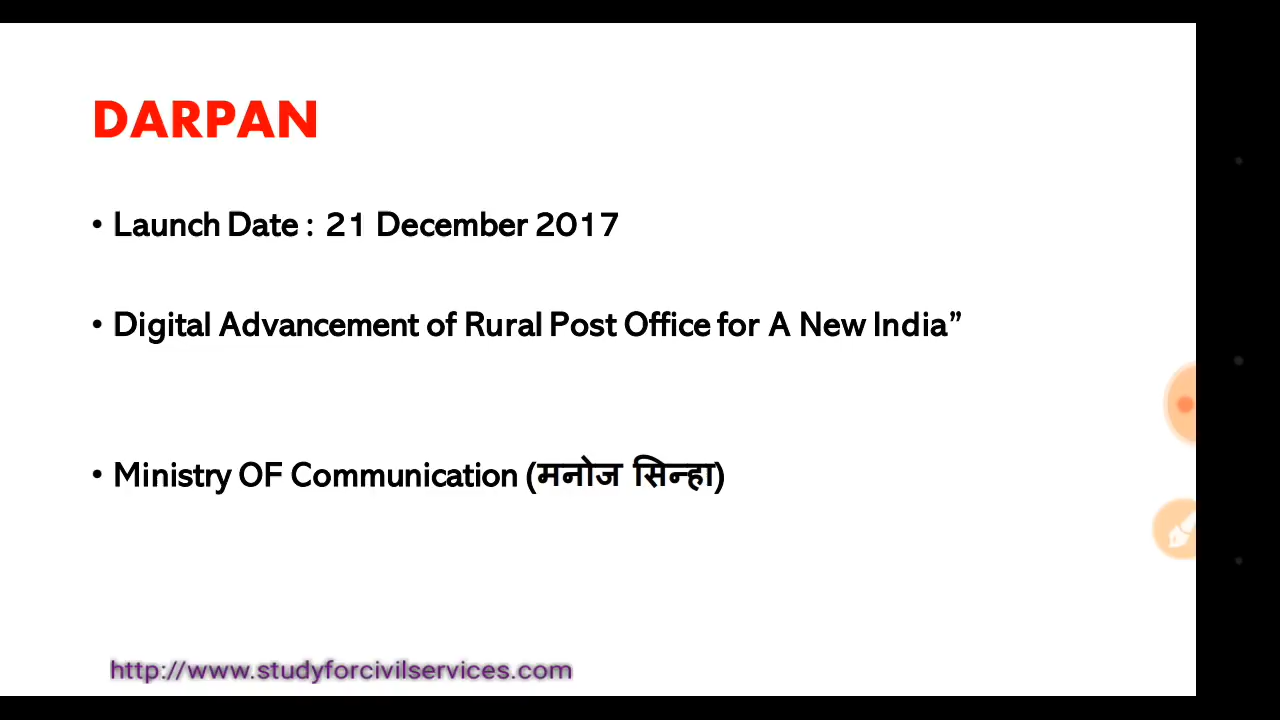 DARPAN
• Launch Date : 21 December 2017
• Digital Advancement of Rural Post Office for A New India”
• Ministry OF Communication (मनोज सिन्हा)
http://www.studyforcivilservices.com